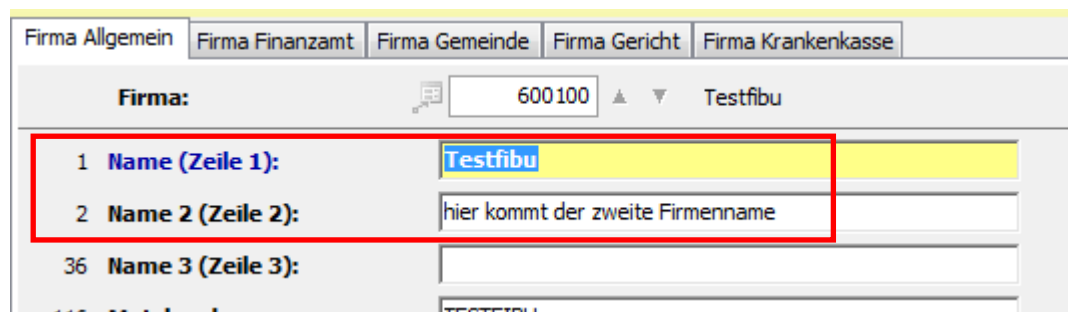 Firma Allgemein Firma Finanzamt Firma Gemeinde Firma Gericht Firma Krankenkasse
Firma: 600100 Testfibu
1 Name (Zeile 1): Testfibu
2 Name 2 (Zeile 2): hier kommt der zweite Firmenname
36 Name 3 (Zeile 3):
TESTFIBU